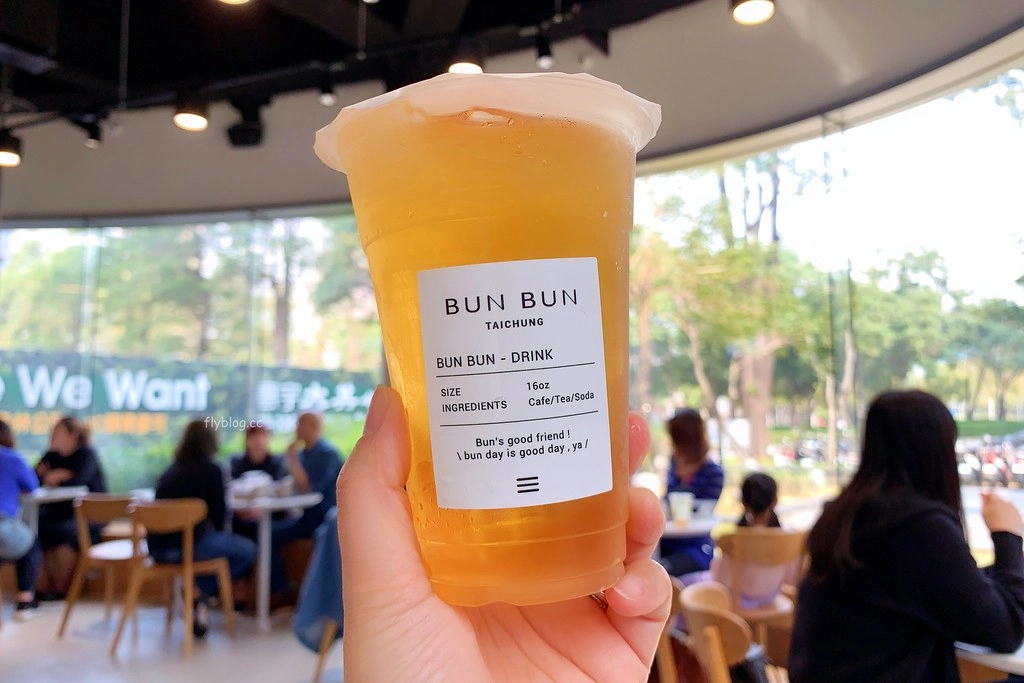 BUN BUN
TAICHUNG
BUN BUN - DRINK
SIZE 16oz
INGREDIENTS Cafe/Tea/Soda
Bun's good friend !
\ bun day is good day , ya /
We Want
flyblog.cc